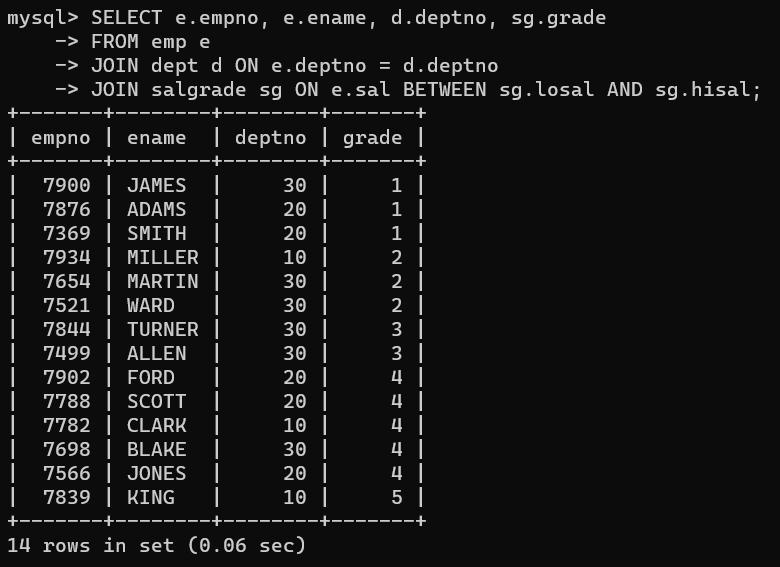 mysql> SELECT e.empno, e.ename, d.deptno, sg.grade
    -> FROM emp e
    -> JOIN dept d ON e.deptno = d.deptno
    -> JOIN salgrade sg ON e.sal BETWEEN sg.losal AND sg.hisal;
+-------+--------+--------+-------+
| empno | ename  | deptno | grade |
+-------+--------+--------+-------+
|  7900 | JAMES  |     30 |     1 |
|  7876 | ADAMS  |     20 |     1 |
|  7369 | SMITH  |     20 |     1 |
|  7934 | MILLER |     10 |     2 |
|  7654 | MARTIN |     30 |     2 |
|  7521 | WARD   |     30 |     2 |
|  7844 | TURNER |     30 |     3 |
|  7499 | ALLEN  |     30 |     3 |
|  7902 | FORD   |     20 |     4 |
|  7788 | SCOTT  |     20 |     4 |
|  7782 | CLARK  |     10 |     4 |
|  7698 | BLAKE  |     30 |     4 |
|  7566 | JONES  |     20 |     4 |
|  7839 | KING   |     10 |     5 |
+-------+--------+--------+-------+
14 rows in set (0.06 sec)